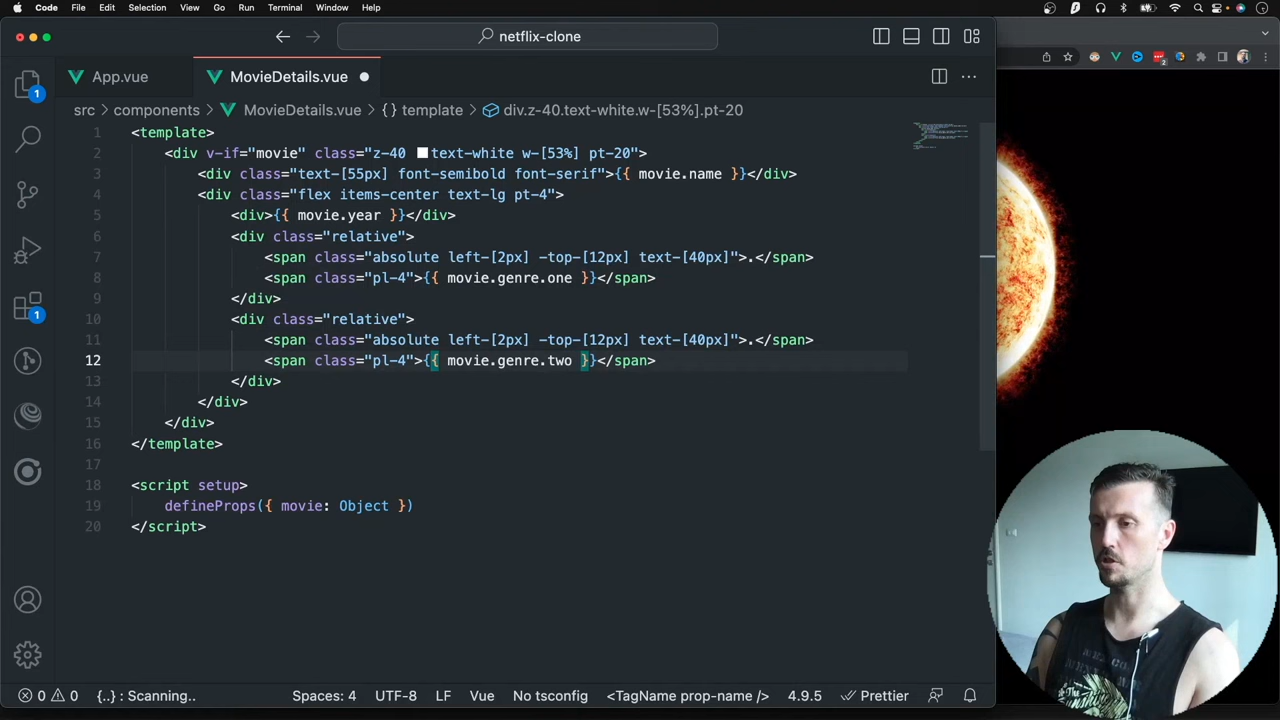 Code File Edit Selection View Go Run Terminal Window Help
netflix-clone
App.vue
MovieDetails.vue
src > components > MovieDetails.vue > {} template > div.z-40.text-white.w-[53%].pt-20
1 <template>
2 <div v-if="movie" class="z-40 text-white w-[53%] pt-20">
3 <div class="text-[55px] font-semibold font-serif">{{ movie.name }}</div>
4 <div class="flex items-center text-lg pt-4">
5 <div>{{ movie.year }}</div>
6 <div class="relative">
7 <span class="absolute left-[2px] -top-[12px] text-[40px]">.</span>
8 <span class="pl-4">{{ movie.genre.one }}</span>
9 </div>
10 <div class="relative">
11 <span class="absolute left-[2px] -top-[12px] text-[40px]">.</span>
12 <span class="pl-4">{{ movie.genre.two }}</span>
13 </div>
14 </div>
15 </div>
16 </template>
17
18 <script setup>
19 defineProps({ movie: Object })
20 </script>
1
1
2
0 0 {..} : Scanning.. Spaces: 4 UTF-8 LF Vue No tsconfig <TagName prop-name /> 4.9.5 Prettier